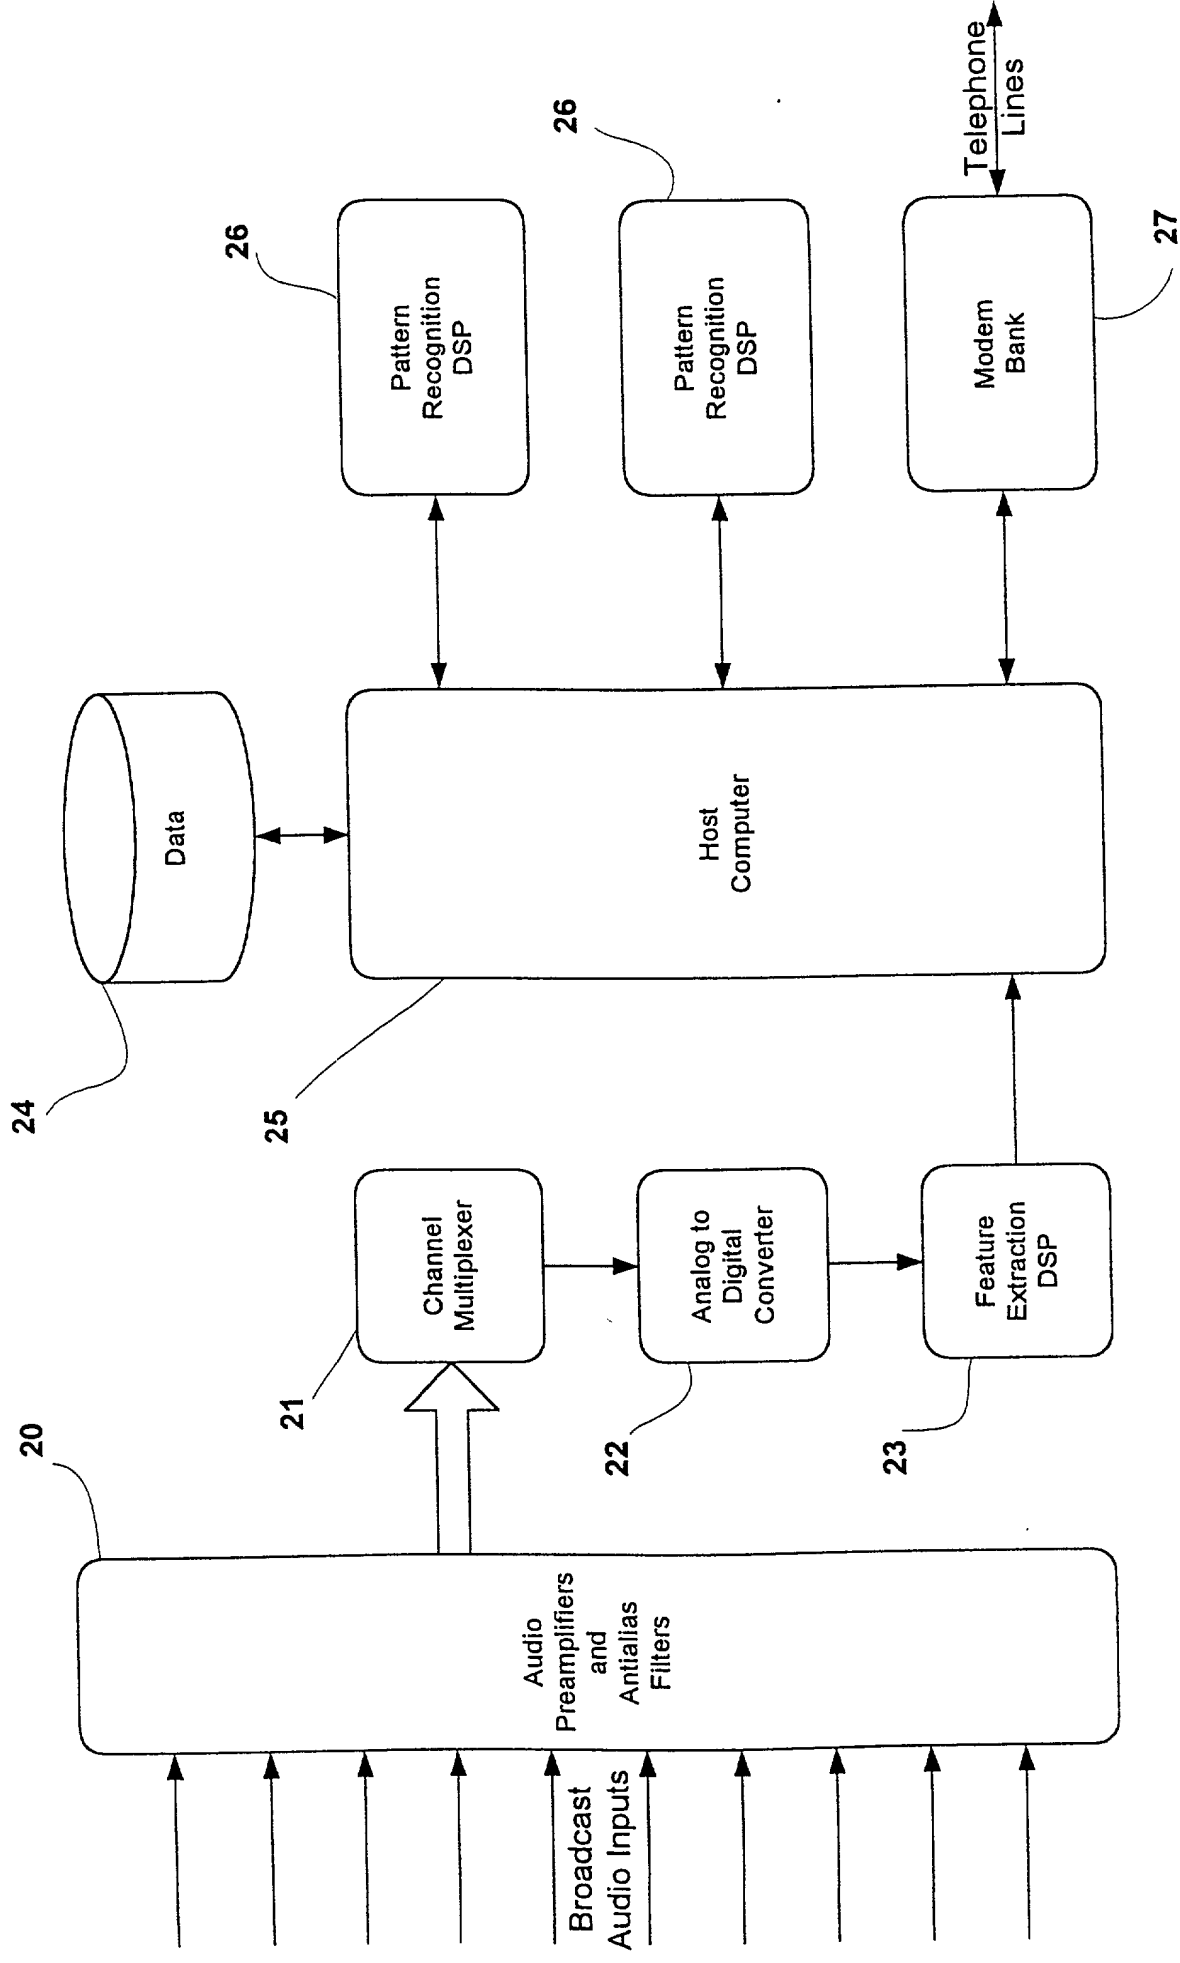 20
Audio
Preamplifiers
and
Antialias
Filters
Broadcast
Audio Inputs
21
Channel
Multiplexer
22
Analog to
Digital
Converter
23
Feature
Extraction
DSP
24
Data
25
Host
Computer
26
Pattern
Recognition
DSP
26
Pattern
Recognition
DSP
27
Modem
Bank
Telephone
Lines